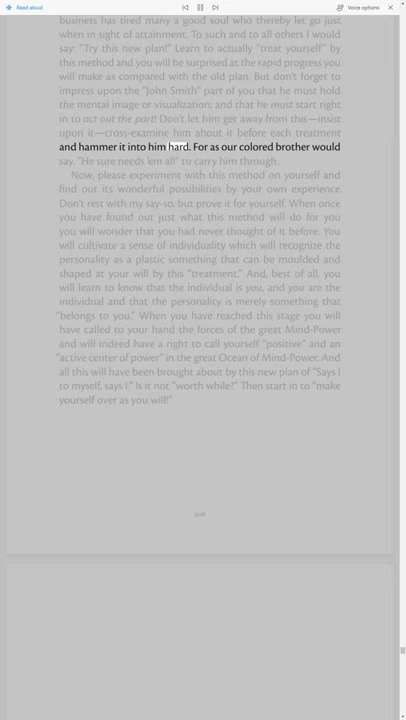 Read aloud
Voice options
business has tired many a good soul who thereby let go just
when in sight of attainment. To such and to all others I would
say: "Try this new plan!" Learn to actually "treat yourself" by
this method and you will be surprised at the rapid progress you
will make as compared with the old plan. But don't forget to
impress upon the "John Smith" part of you that he must hold
the mental image or visualization; and that he must start right
in to act out the part! Don't let him get away from this—insist
upon it—cross-examine him about it before each treatment
and hammer it into him hard. For as our colored brother would
say, "He sure needs 'em all" to carry him through.
Now, please experiment with this method on yourself and
find out its wonderful possibilities by your own experience.
Don't rest with my say-so, but prove it for yourself. When once
you have found out just what this method will do for you
you will wonder that you had never thought of it before. You
will cultivate a sense of individuality which will recognize the
personality as a plastic something that can be moulded and
shaped at your will by this "treatment." And, best of all, you
will learn to know that the individual is you, and you are the
individual and that the personality is merely something that
"belongs to you." When you have reached this stage you will
have called to your hand the forces of the great Mind-Power
and will indeed have a right to call yourself "positive" and an
"active center of power" in the great Ocean of Mind-Power. And
all this will have been brought about by this new plan of "Says I
to myself, says I." Is it not "worth while?" Then start in to "make
yourself over as you will!"